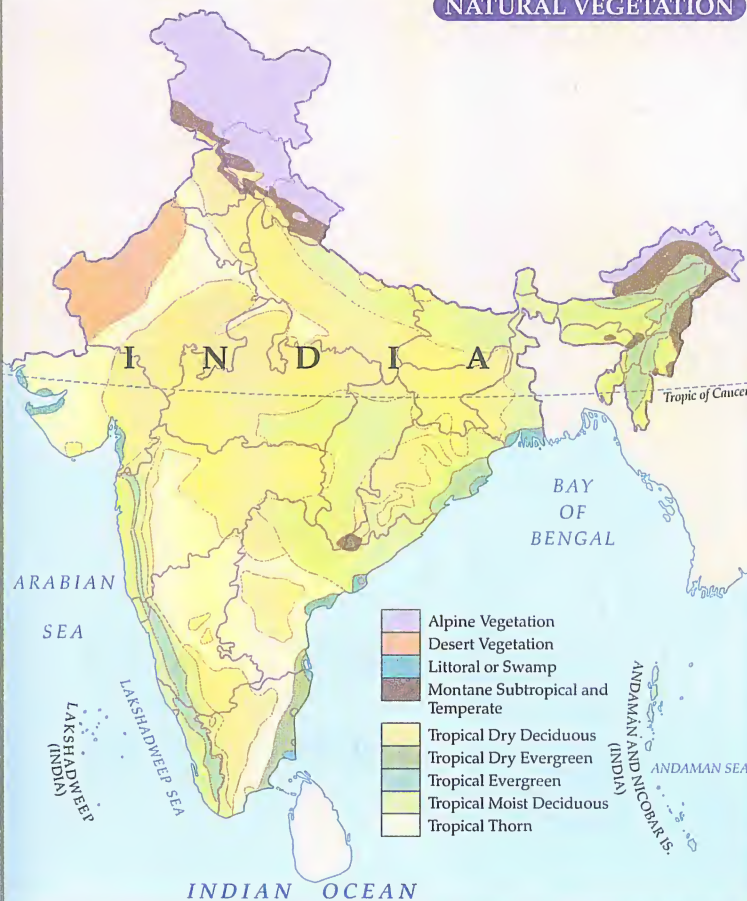 NATURAL VEGETATION
I N D I A
Tropic of Cancer
BAY
OF
BENGAL
ARABIAN
SEA
LAKSHADWEEP
(INDIA)
LAKSHADWEEP SEA
Alpine Vegetation
Desert Vegetation
Littoral or Swamp
Montane Subtropical and
Temperate
Tropical Dry Deciduous
Tropical Dry Evergreen
Tropical Evergreen
Tropical Moist Deciduous
Tropical Thorn
ANDAMAN AND NICOBAR IS.
(INDIA)
ANDAMAN SEA
INDIAN OCEAN